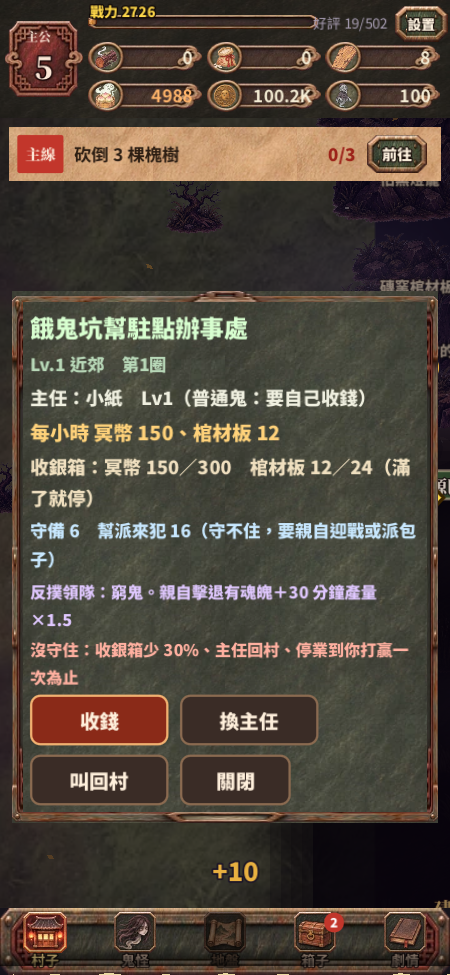 戰力.2726
主公
5
好評 19/502
設置
0
0
8
4988
100.2K
100
主線
砍倒 3 棵槐樹
0/3
前往
磚窯棺材板
餓鬼坑幫駐點辦事處
Lv.1 近郊　第1圈
主任：小紙　Lv1（普通鬼：要自己收錢）
每小時 冥幣 150、棺材板 12
收銀箱：冥幣 150／300　棺材板 12／24（滿
了就停）
守備 6　幫派來犯 16（守不住，要親自迎戰或派包
子）
反撲領隊：窮鬼。親自擊退有魂魄＋30 分鐘產量
×1.5
沒守住：收銀箱少 30%、主任回村、停業到你打贏一
次為止
收錢
換主任
叫回村
關閉
+10
2
村子
鬼怪
地盤
箱子
劇情